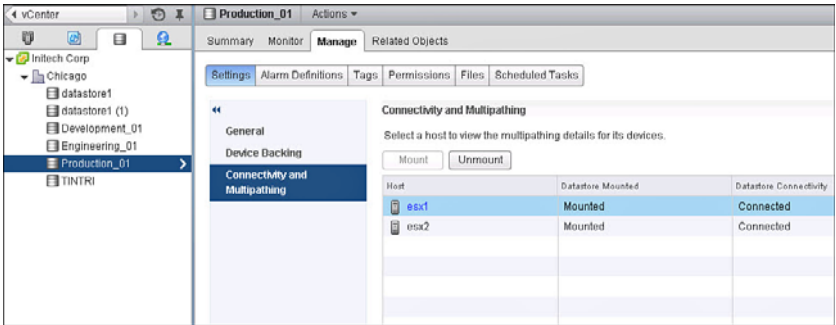 vCenter
Production_01 Actions
Summary Monitor Manage Related Objects
Initech Corp
Chicago
datastore1
datastore1 (1)
Development_01
Engineering_01
Production_01
TINTRI
Settings Alarm Definitions Tags Permissions Files Scheduled Tasks
General
Device Backing
Connectivity and
Multipathing
Connectivity and Multipathing
Select a host to view the multipathing details for its devices.
Mount Unmount
Host Datastore Mounted Datastore Connectivity
esx1 Mounted Connected
esx2 Mounted Connected